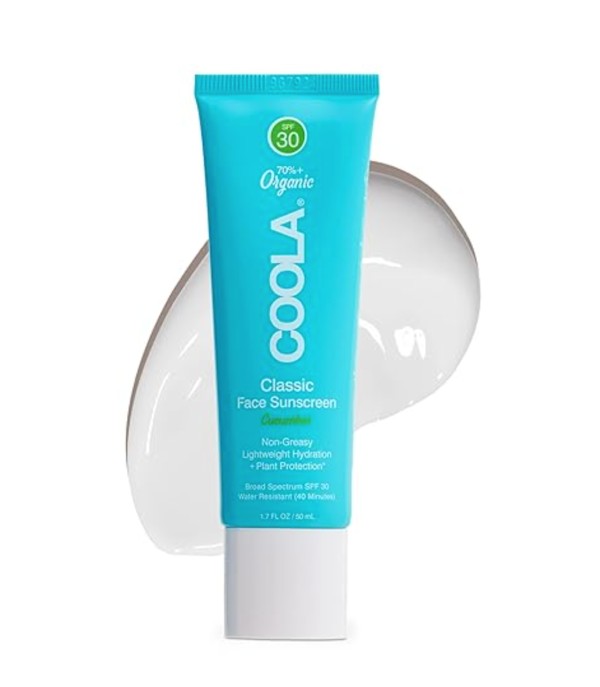 SPF
30
70%+
Organic
COOLA®
Classic
Face Sunscreen
Cucumber
Non-Greasy
Lightweight Hydration
+ Plant Protection*
Broad Spectrum SPF 30
Water Resistant (40 Minutes)
1.7 FL OZ / 50 mL